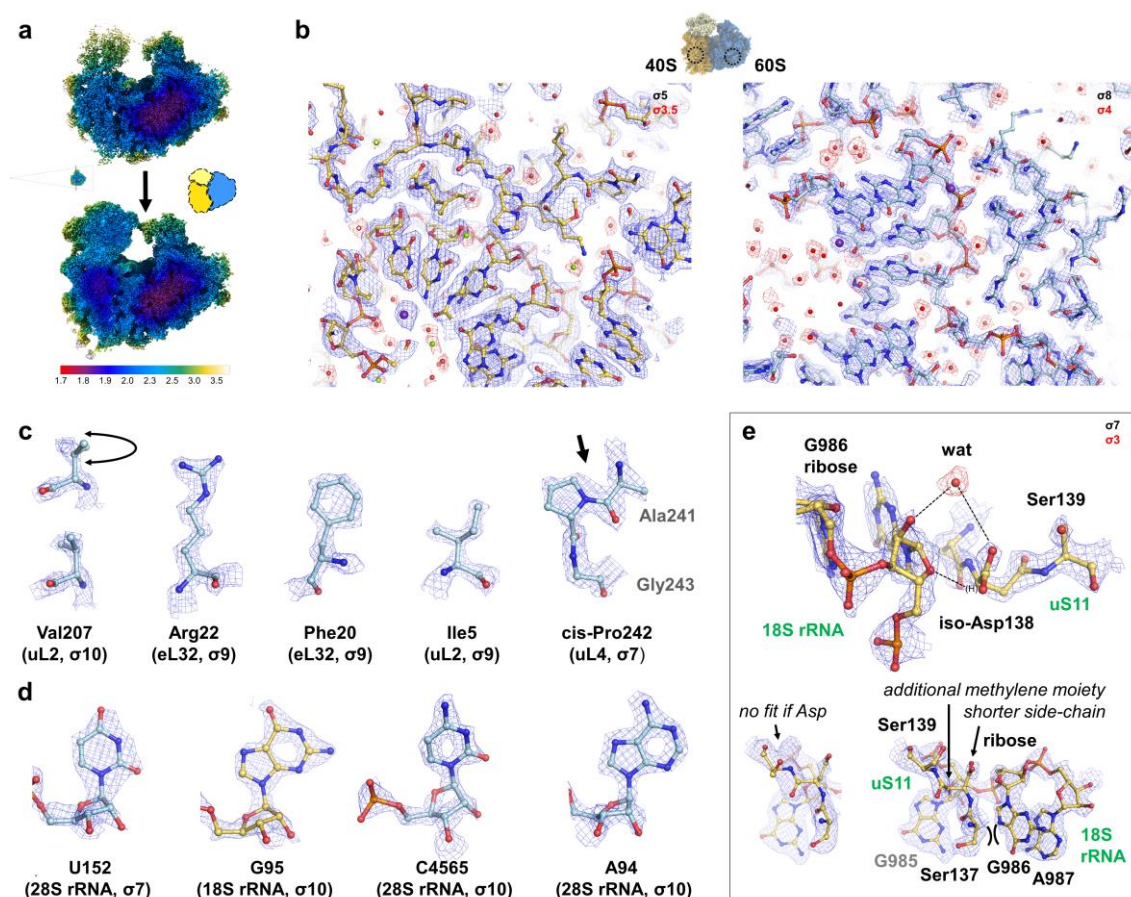 a
1.7 1.8 1.9 2.0 2.3 2.5 3.0 3.5
b
40S 60S
σ5
σ3.5
σ8
σ4
c
Ala241
Gly243
Val207
(uL2, σ10)
Arg22
(eL32, σ9)
Phe20
(eL32, σ9)
Ile5
(uL2, σ9)
cis-Pro242
(uL4, σ7)
d
U152
(28S rRNA, σ7)
G95
(18S rRNA, σ10)
C4565
(28S rRNA, σ10)
A94
(28S rRNA, σ10)
e
σ7
σ3
G986
ribose
wat
Ser139
(H)
uS11
18S rRNA
iso-Asp138
additional methylene moiety
no fit if Asp
Ser139
shorter side-chain
ribose
uS11
G985
Ser137
G986
A987
18S
rRNA